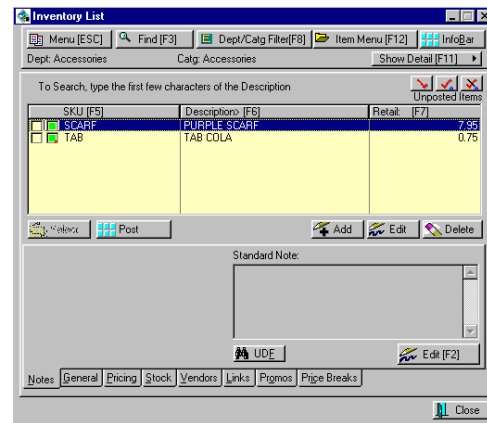 Inventory List
Menu [ESC] Find [F3] Dept/Catg Filter[F8] Item Menu [F12] InfoBar
Dept: Accessories Catg: Accessories Show Detail [F11]
To Search, type the first few characters of the Description
Unposted Items
SKU [F5] Description> [F6] Retail: [F7]
SCARF PURPLE SCARF 7.95
TAB TAB COLA 0.75
Select Post Add Edit Delete
Standard Note:
UDF Edit [F2]
Notes General Pricing Stock Vendors Links Promos Price Breaks
Close